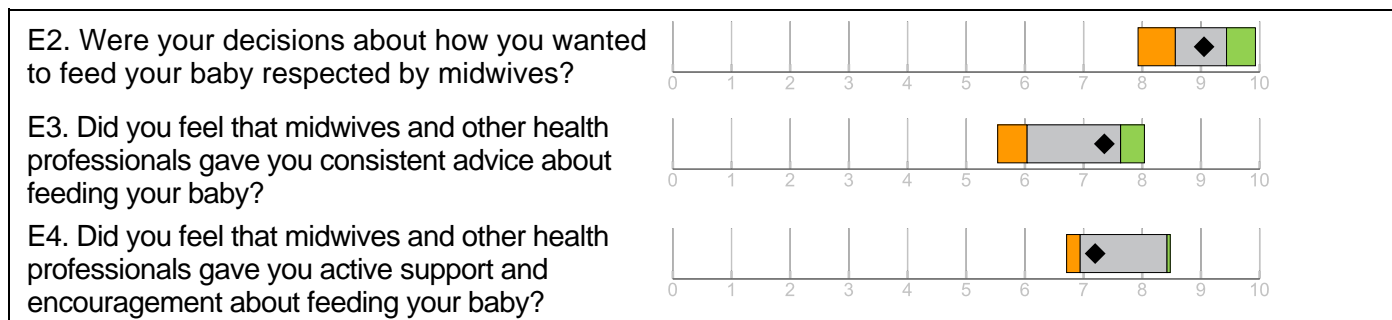 E2. Were your decisions about how you wanted
to feed your baby respected by midwives?
0 1 2 3 4 5 6 7 8 9 10
E3. Did you feel that midwives and other health
professionals gave you consistent advice about
feeding your baby?
0 1 2 3 4 5 6 7 8 9 10
E4. Did you feel that midwives and other health
professionals gave you active support and
encouragement about feeding your baby?
0 1 2 3 4 5 6 7 8 9 10